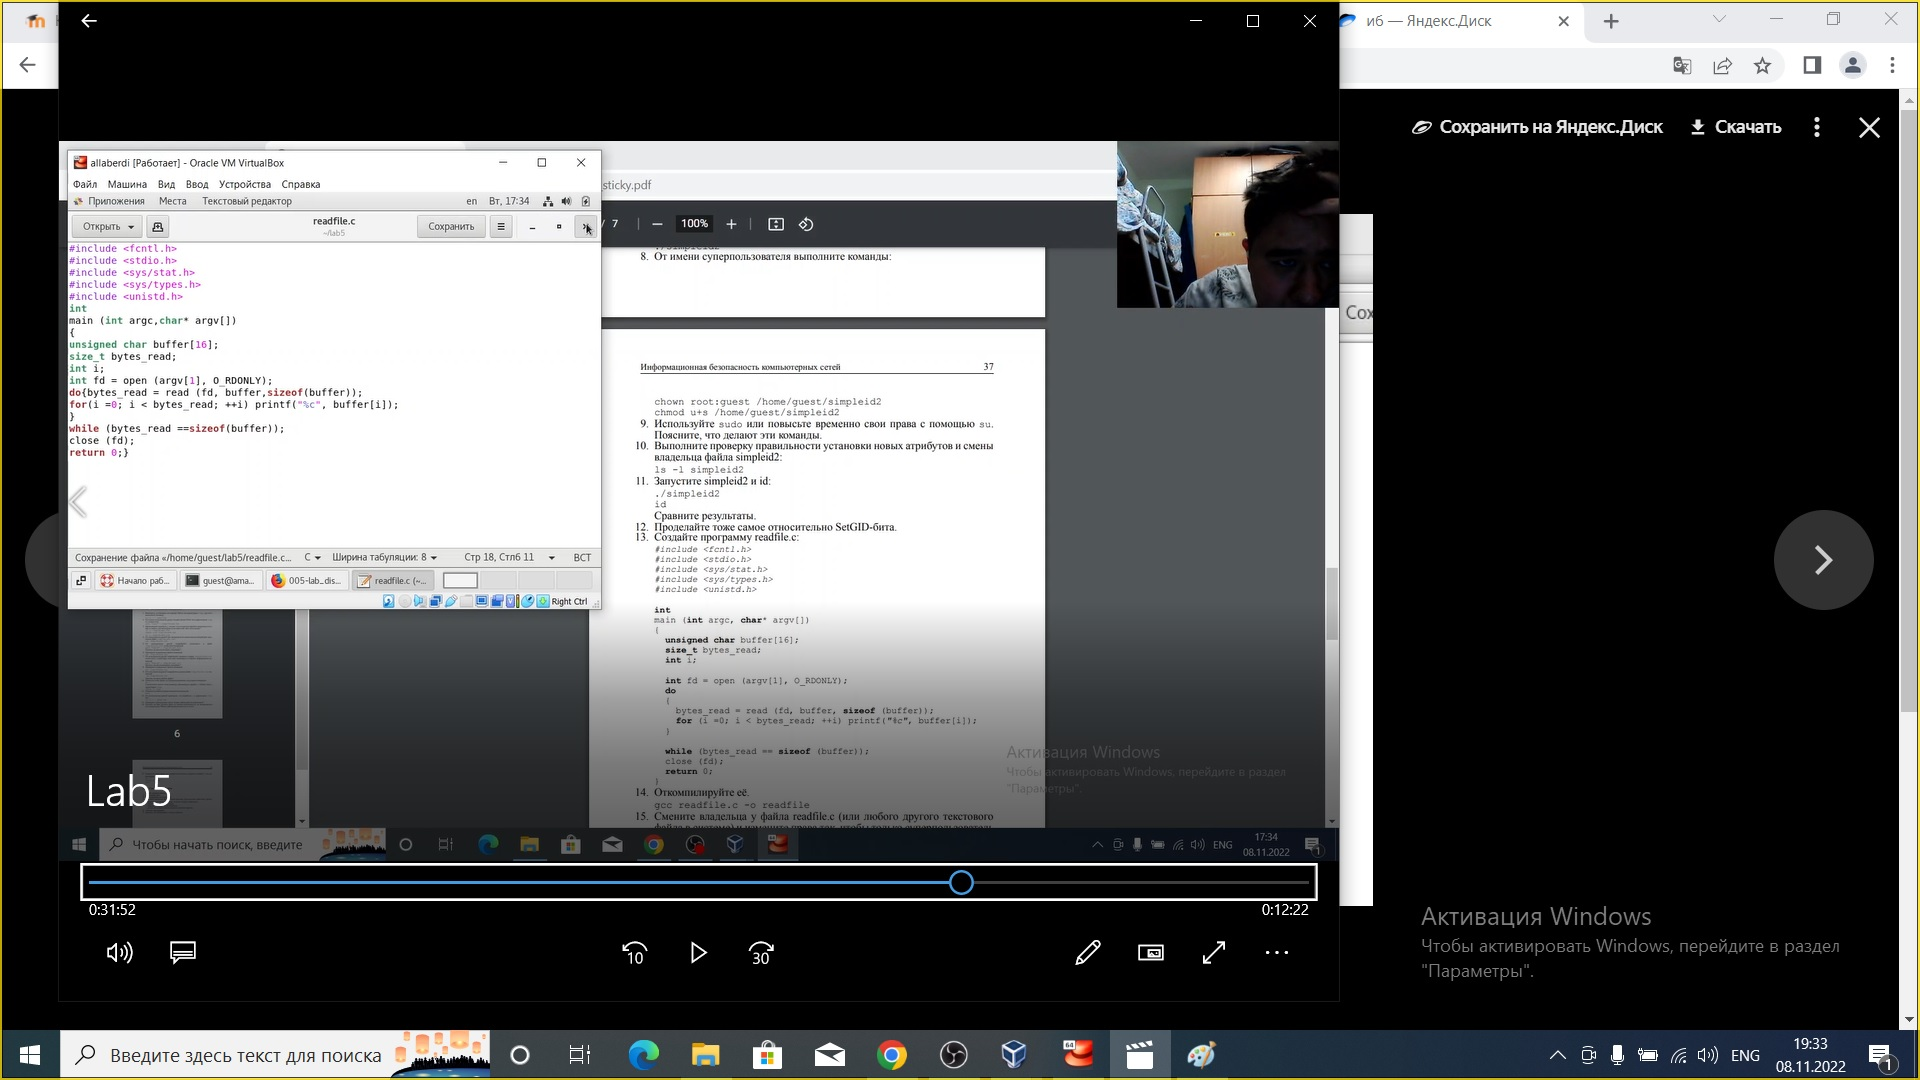 иб — Яндекс.Диск
Сохранить на Яндекс.Диск
Скачать
allaberdi [Работает] - Oracle VM VirtualBox
Файл Машина Вид Ввод Устройства Справка
Приложения Места Текстовый редактор en Вт, 17:34
Открыть
readfile.c
~/lab5
Сохранить
#include <fcntl.h>
#include <stdio.h>
#include <sys/stat.h>
#include <sys/types.h>
#include <unistd.h>
int
main (int argc,char* argv[])
{
unsigned char buffer[16];
size_t bytes_read;
int i;
int fd = open (argv[1], O_RDONLY);
do{bytes_read = read (fd, buffer,sizeof(buffer));
for(i =0; i < bytes_read; ++i) printf("%c", buffer[i]);
}
while (bytes_read ==sizeof(buffer));
close (fd);
return 0;}
Сохранение файла «/home/guest/lab5/readfile.c... C Ширина табуляции: 8 Стр 18, Стлб 11 ВСТ
Начало раб... guest@ama... 005-lab_dis... readfile.c (~...
Right Ctrl
sticky.pdf
/ 7 100%
8. От имени суперпользователя выполните команды:
Информационная безопасность компьютерных сетей 37
chown root:guest /home/guest/simpleid2
chmod u+s /home/guest/simpleid2
9. Используйте sudo или повысьте временно свои права с помощью su.
Поясните, что делают эти команды.
10. Выполните проверку правильности установки новых атрибутов и смены
владельца файла simpleid2:
ls -l simpleid2
11. Запустите simpleid2 и id:
./simpleid2
id
Сравните результаты.
12. Проделайте тоже самое относительно SetGID-бита.
13. Создайте программу readfile.c:
#include <fcntl.h>
#include <stdio.h>
#include <sys/stat.h>
#include <sys/types.h>
#include <unistd.h>
int
main (int argc, char* argv[])
{
unsigned char buffer[16];
size_t bytes_read;
int i;
int fd = open (argv[1], O_RDONLY);
do
{
bytes_read = read (fd, buffer, sizeof (buffer));
for (i =0; i < bytes_read; ++i) printf("%c", buffer[i]);
}
while (bytes_read == sizeof (buffer));
close (fd);
return 0;
}
14. Откомпилируйте её.
gcc readfile.c -o readfile
15. Смените владельца у файла readfile.c (или любого другого текстового
6
Активация Windows
Чтобы активировать Windows, перейдите в раздел
"Параметры".
Lab5
Чтобы начать поиск, введите
ENG
17:34
08.11.2022
1
Сох
0:31:52
0:12:22
10
30
Активация Windows
Чтобы активировать Windows, перейдите в раздел
"Параметры".
Введите здесь текст для поиска
64
ENG
19:33
08.11.2022
1